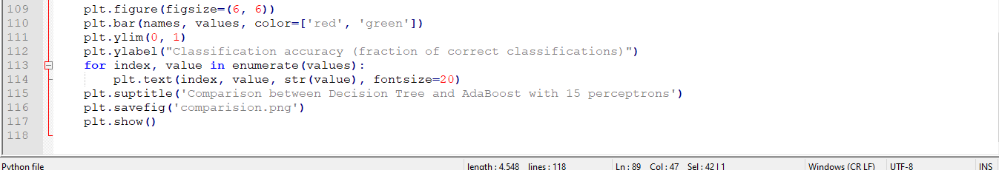 109 plt.figure(figsize=(6, 6))
110 plt.bar(names, values, color=['red', 'green'])
111 plt.ylim(0, 1)
112 plt.ylabel("Classification accuracy (fraction of correct classifications)")
113 for index, value in enumerate(values):
114 plt.text(index, value, str(value), fontsize=20)
115 plt.suptitle('Comparison between Decision Tree and AdaBoost with 15 perceptrons')
116 plt.savefig('comparision.png')
117 plt.show()
118
Python file length : 4.548 lines : 118 Ln : 89 Col : 47 Sel : 42 | 1 Windows (CR LF) UTF-8 INS